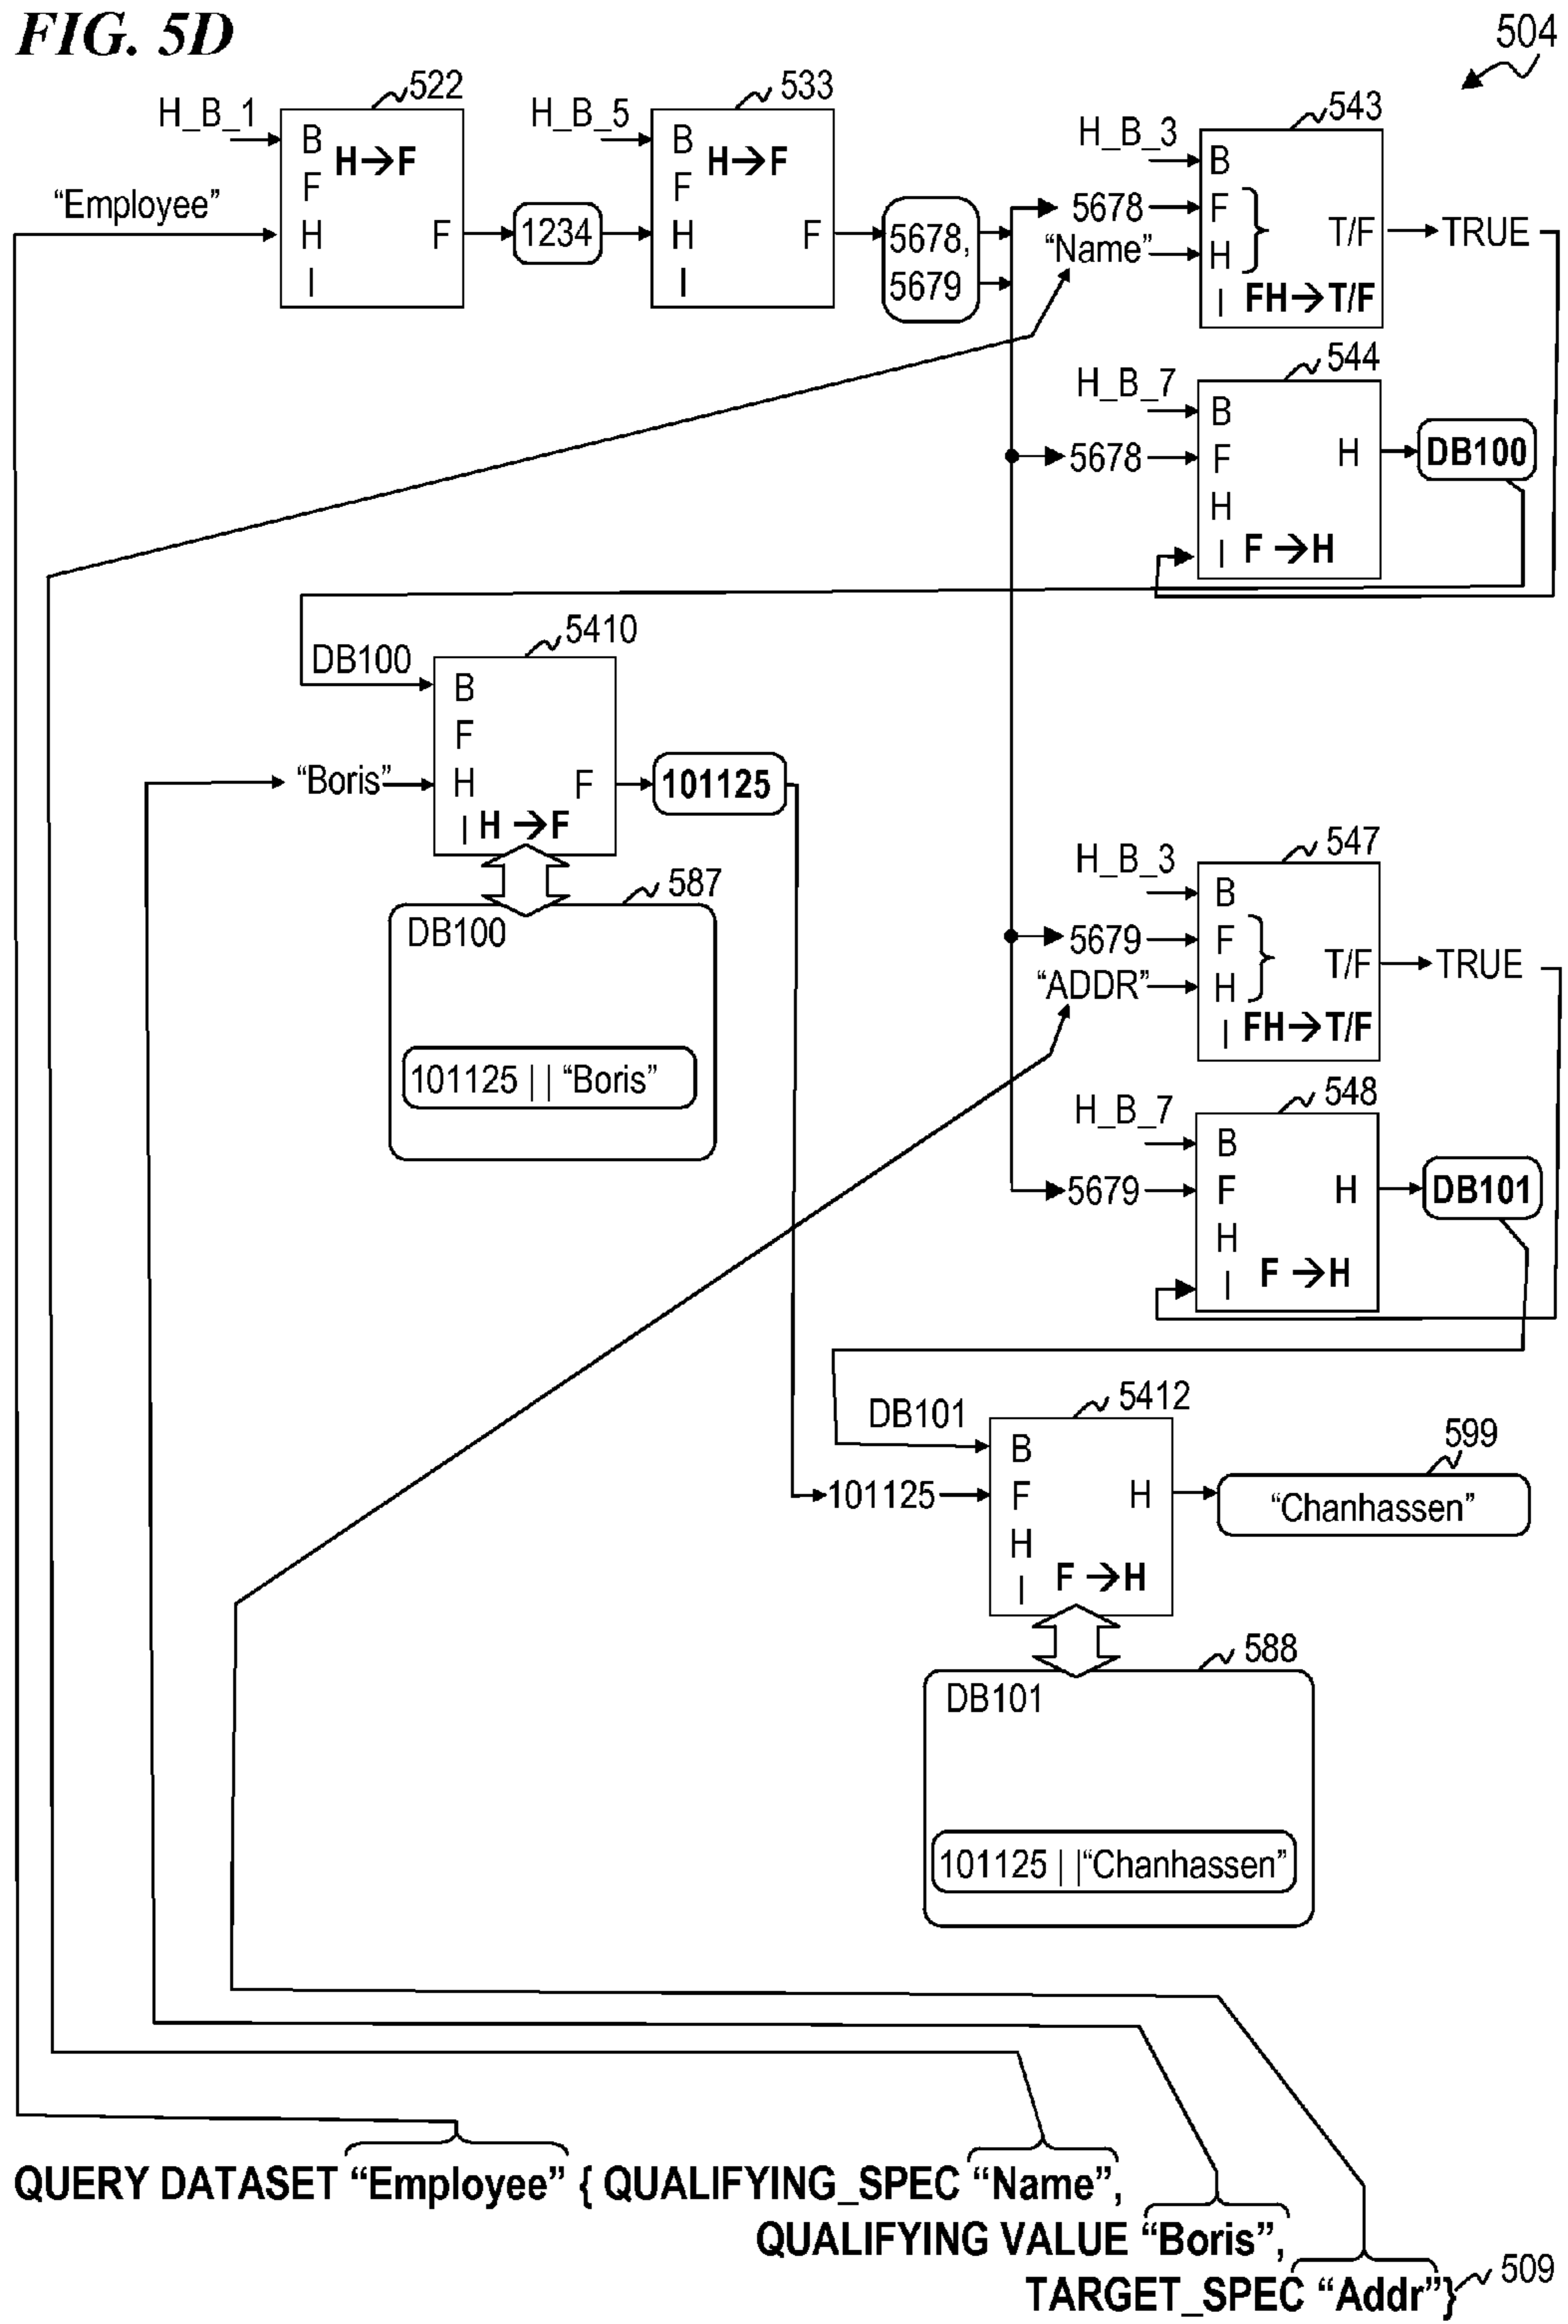 FIG. 5D
504
522
H_B_1
B
H→F
F
"Employee"
H
F
I
1234
533
H_B_5
B
H→F
F
H
F
I
5678,
5679
543
H_B_3
B
5678
F
"Name"
H
T/F
TRUE
I
FH→T/F
544
H_B_7
B
5678
F
H
DB100
H
I
F→H
5410
DB100
B
F
"Boris"
H
F
101125
I
H→F
587
DB100
101125 || "Boris"
547
H_B_3
B
5679
F
"ADDR"
H
T/F
TRUE
I
FH→T/F
548
H_B_7
B
5679
F
H
DB101
H
I
F→H
5412
DB101
B
101125
F
H
599
"Chanhassen"
H
I
F→H
588
DB101
101125 ||"Chanhassen"
QUERY DATASET "Employee" { QUALIFYING_SPEC "Name",
QUALIFYING VALUE "Boris",
TARGET_SPEC "Addr"}
509